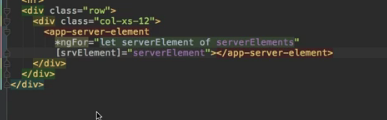 <div class="row">
<div class="col-xs-12">
<app-server-element
*ngFor="let serverElement of serverElements"
[srvElement]="serverElement"></app-server-element>
</div>
</div>
</div>